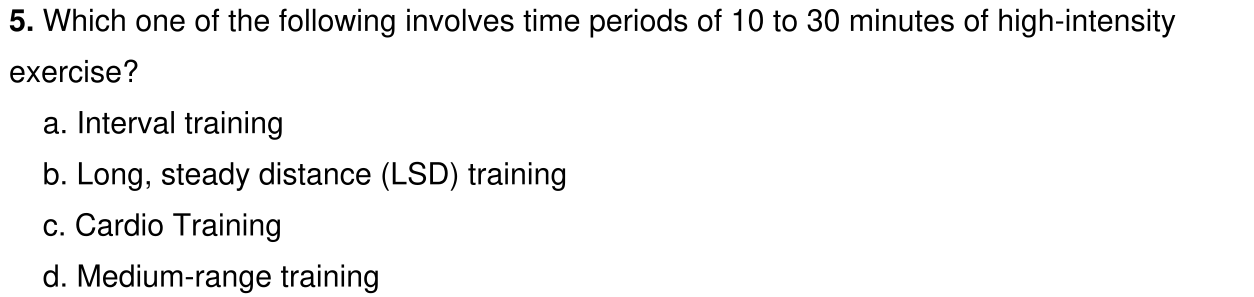 5. Which one of the following involves time periods of 10 to 30 minutes of high-intensity
exercise?
a. Interval training
b. Long, steady distance (LSD) training
c. Cardio Training
d. Medium-range training